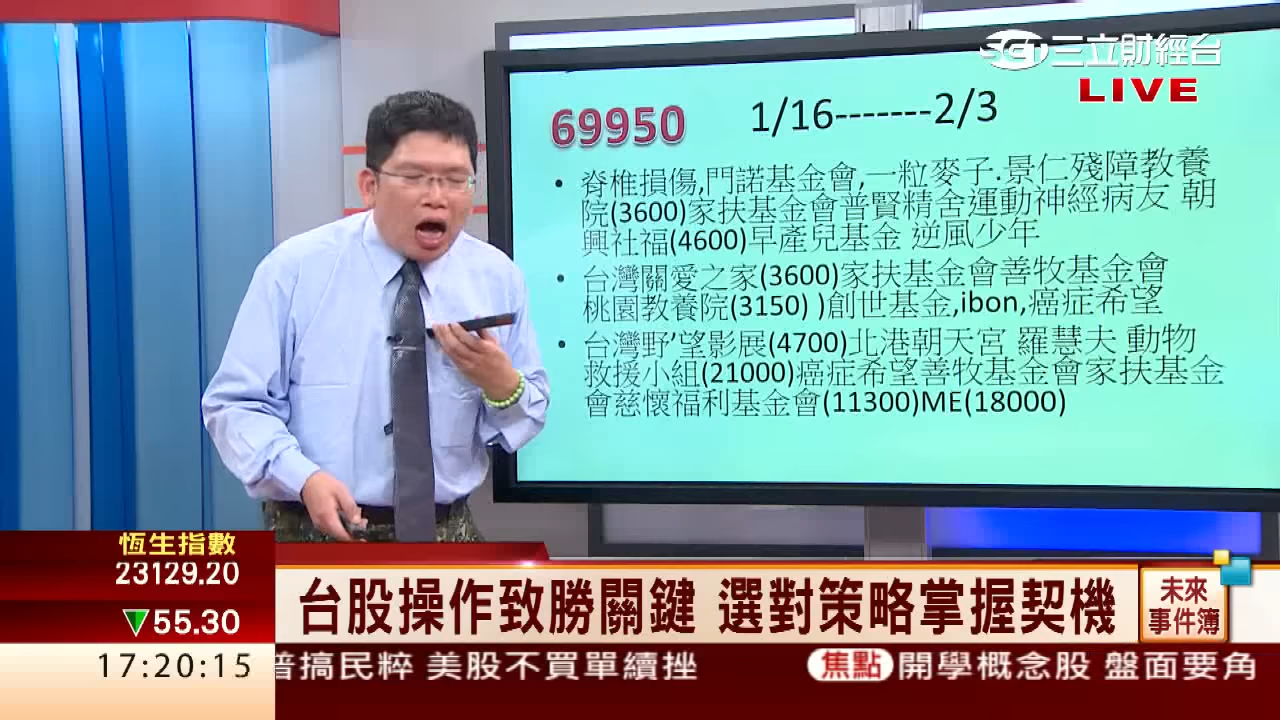 三立財經台
LIVE
69950 1/16-------2/3
• 脊椎損傷,門諾基金會,一粒麥子.景仁殘障教養
院(3600)家扶基金會普賢精舍運動神經病友 朝
興社福(4600)早產兒基金 逆風少年
• 台灣關愛之家(3600)家扶基金會善牧基金會
桃園教養院(3150) )創世基金,ibon,癌症希望
• 台灣野’望影展(4700)北港朝天宮 羅慧夫 動物
救援小組(21000)癌症希望善牧基金會家扶基金
會慈懷福利基金會(11300)ME(18000)
恆生指數
23129.20
▼55.30
17:20:15
台股操作致勝關鍵 選對策略掌握契機
未來
事件簿
普搞民粹 美股不買單續挫 焦點 開學概念股 盤面要角